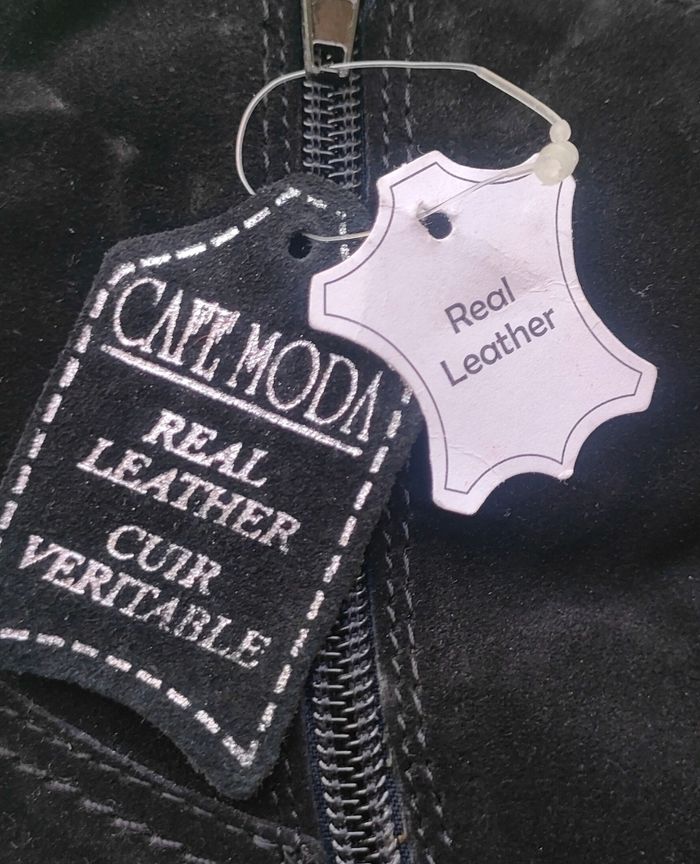 CAFE MODA
REAL
LEATHER
CUIR
VERITABLE
Real
Leather